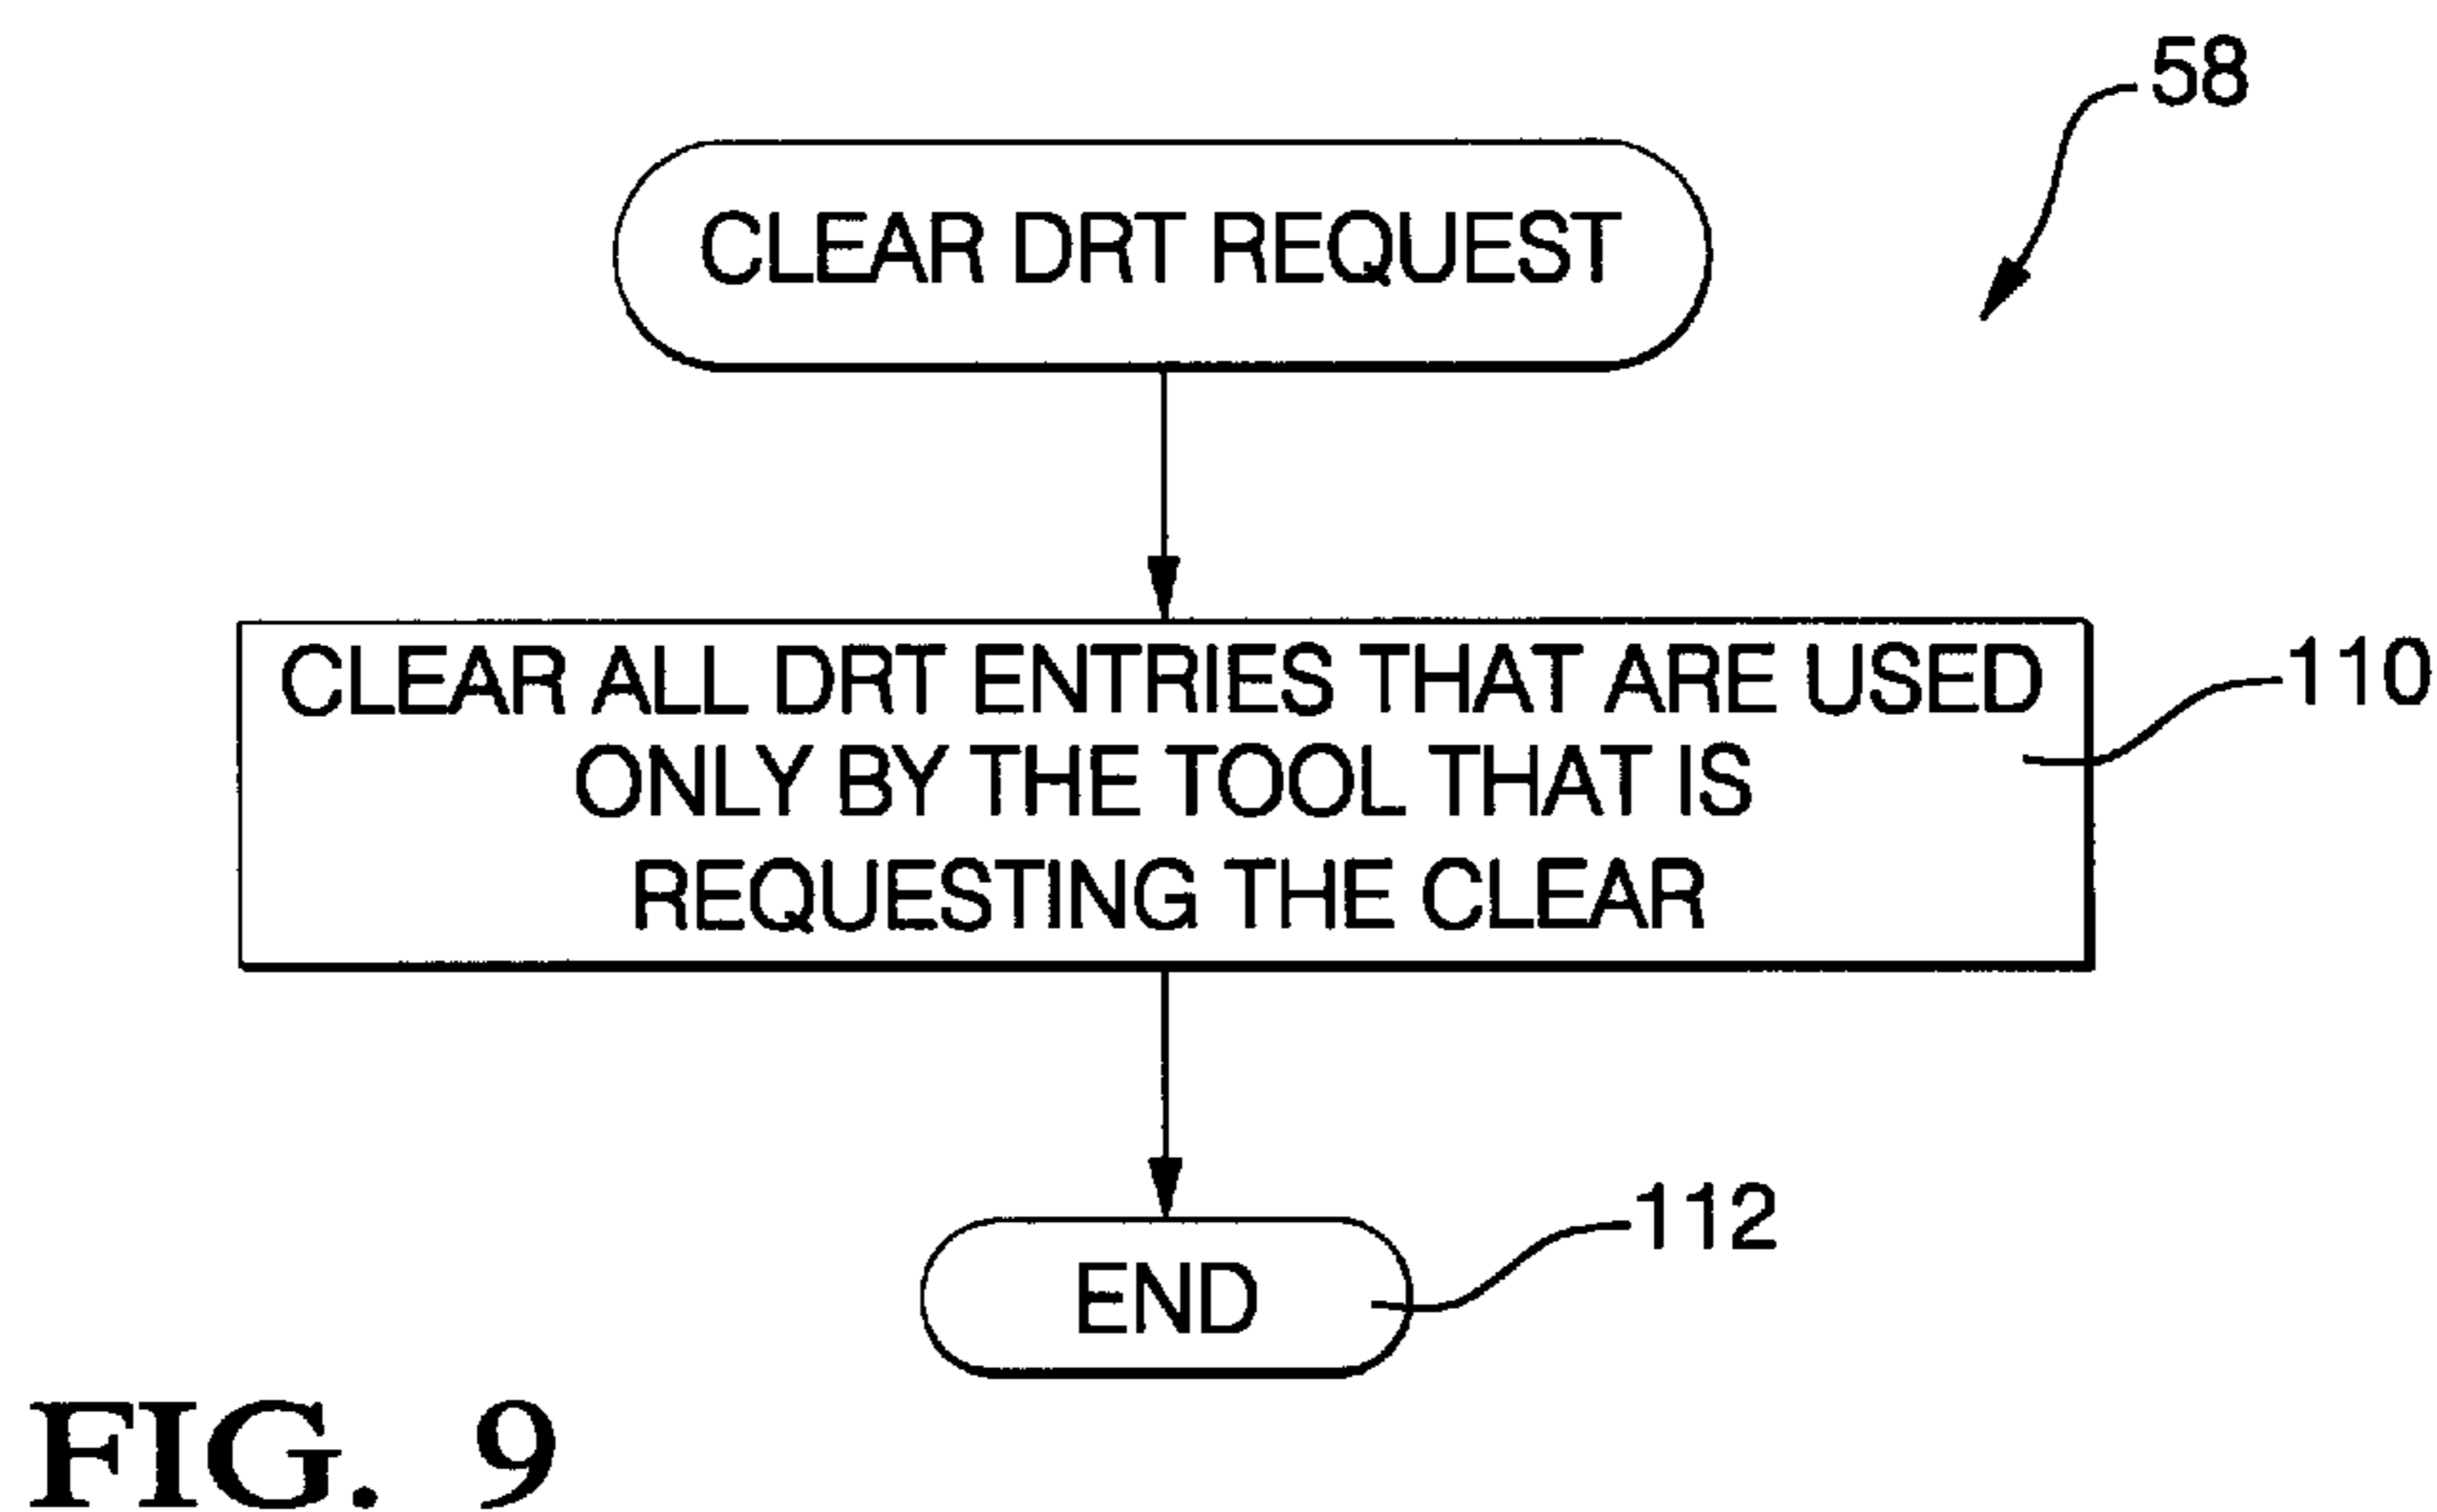 58
CLEAR DRT REQUEST
CLEAR ALL DRT ENTRIES THAT ARE USED
ONLY BY THE TOOL THAT IS
REQUESTING THE CLEAR
110
END
112
FIG. 9